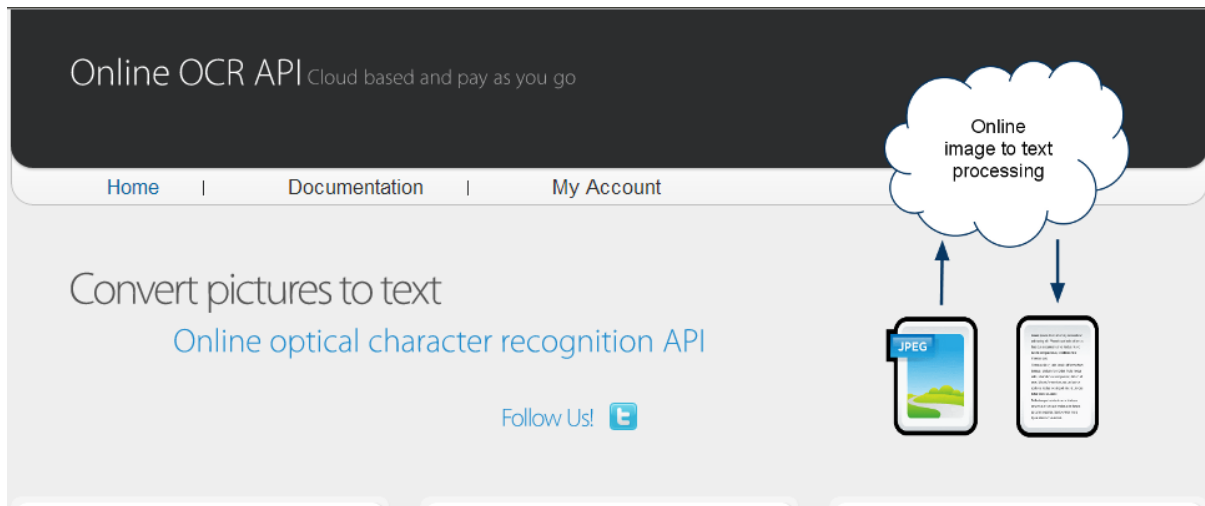 Online OCR API Cloud based and pay as you go
Online
image to text
processing
Home | Documentation | My Account
Convert pictures to text
Online optical character recognition API
JPEG
Follow Us! t